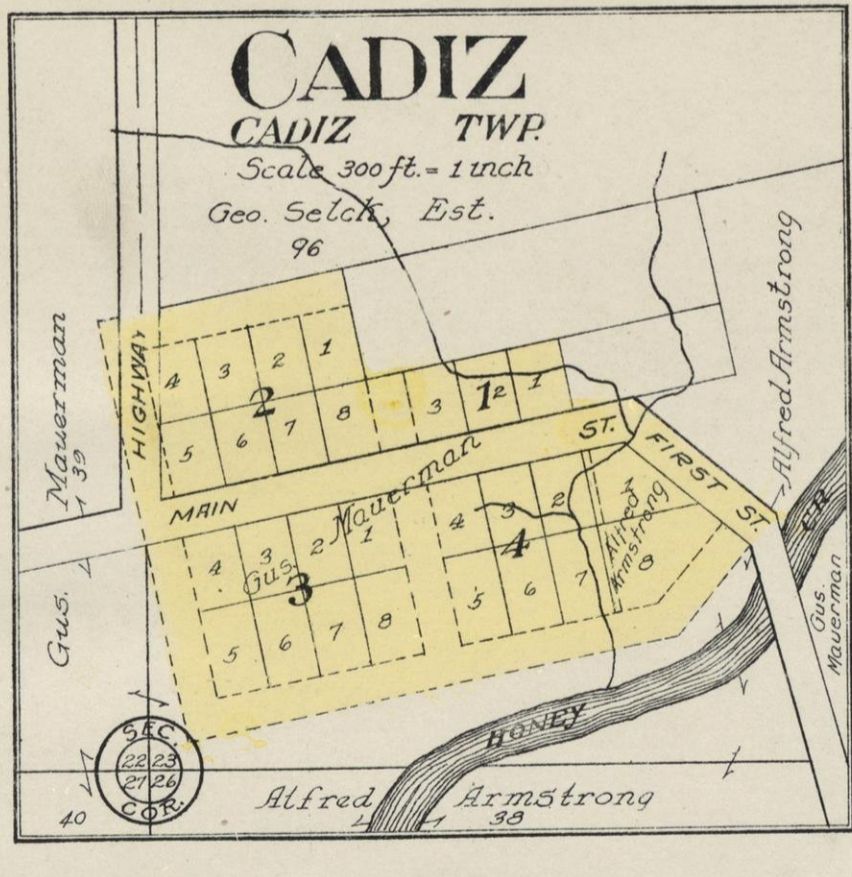 CADIZ
CADIZ TWP.
Scale 300 ft. = 1 inch
Geo. Selck, Est.
96
Gus. Mauerman
39
HIGHWAY
4 3 2 1
2
5 6 7 8
3 2 1
1
MAIN ST.
FIRST ST.
Gus. Mauerman
4 3 2 1
3
5 6 7 8
4 3 2 1
4
5 6 7 8
Alfred
Armstrong
Alfred Armstrong
Gus.
Mauerman
HONEY CR
SEC.
22 23
27 26
COR.
40
Alfred Armstrong
38